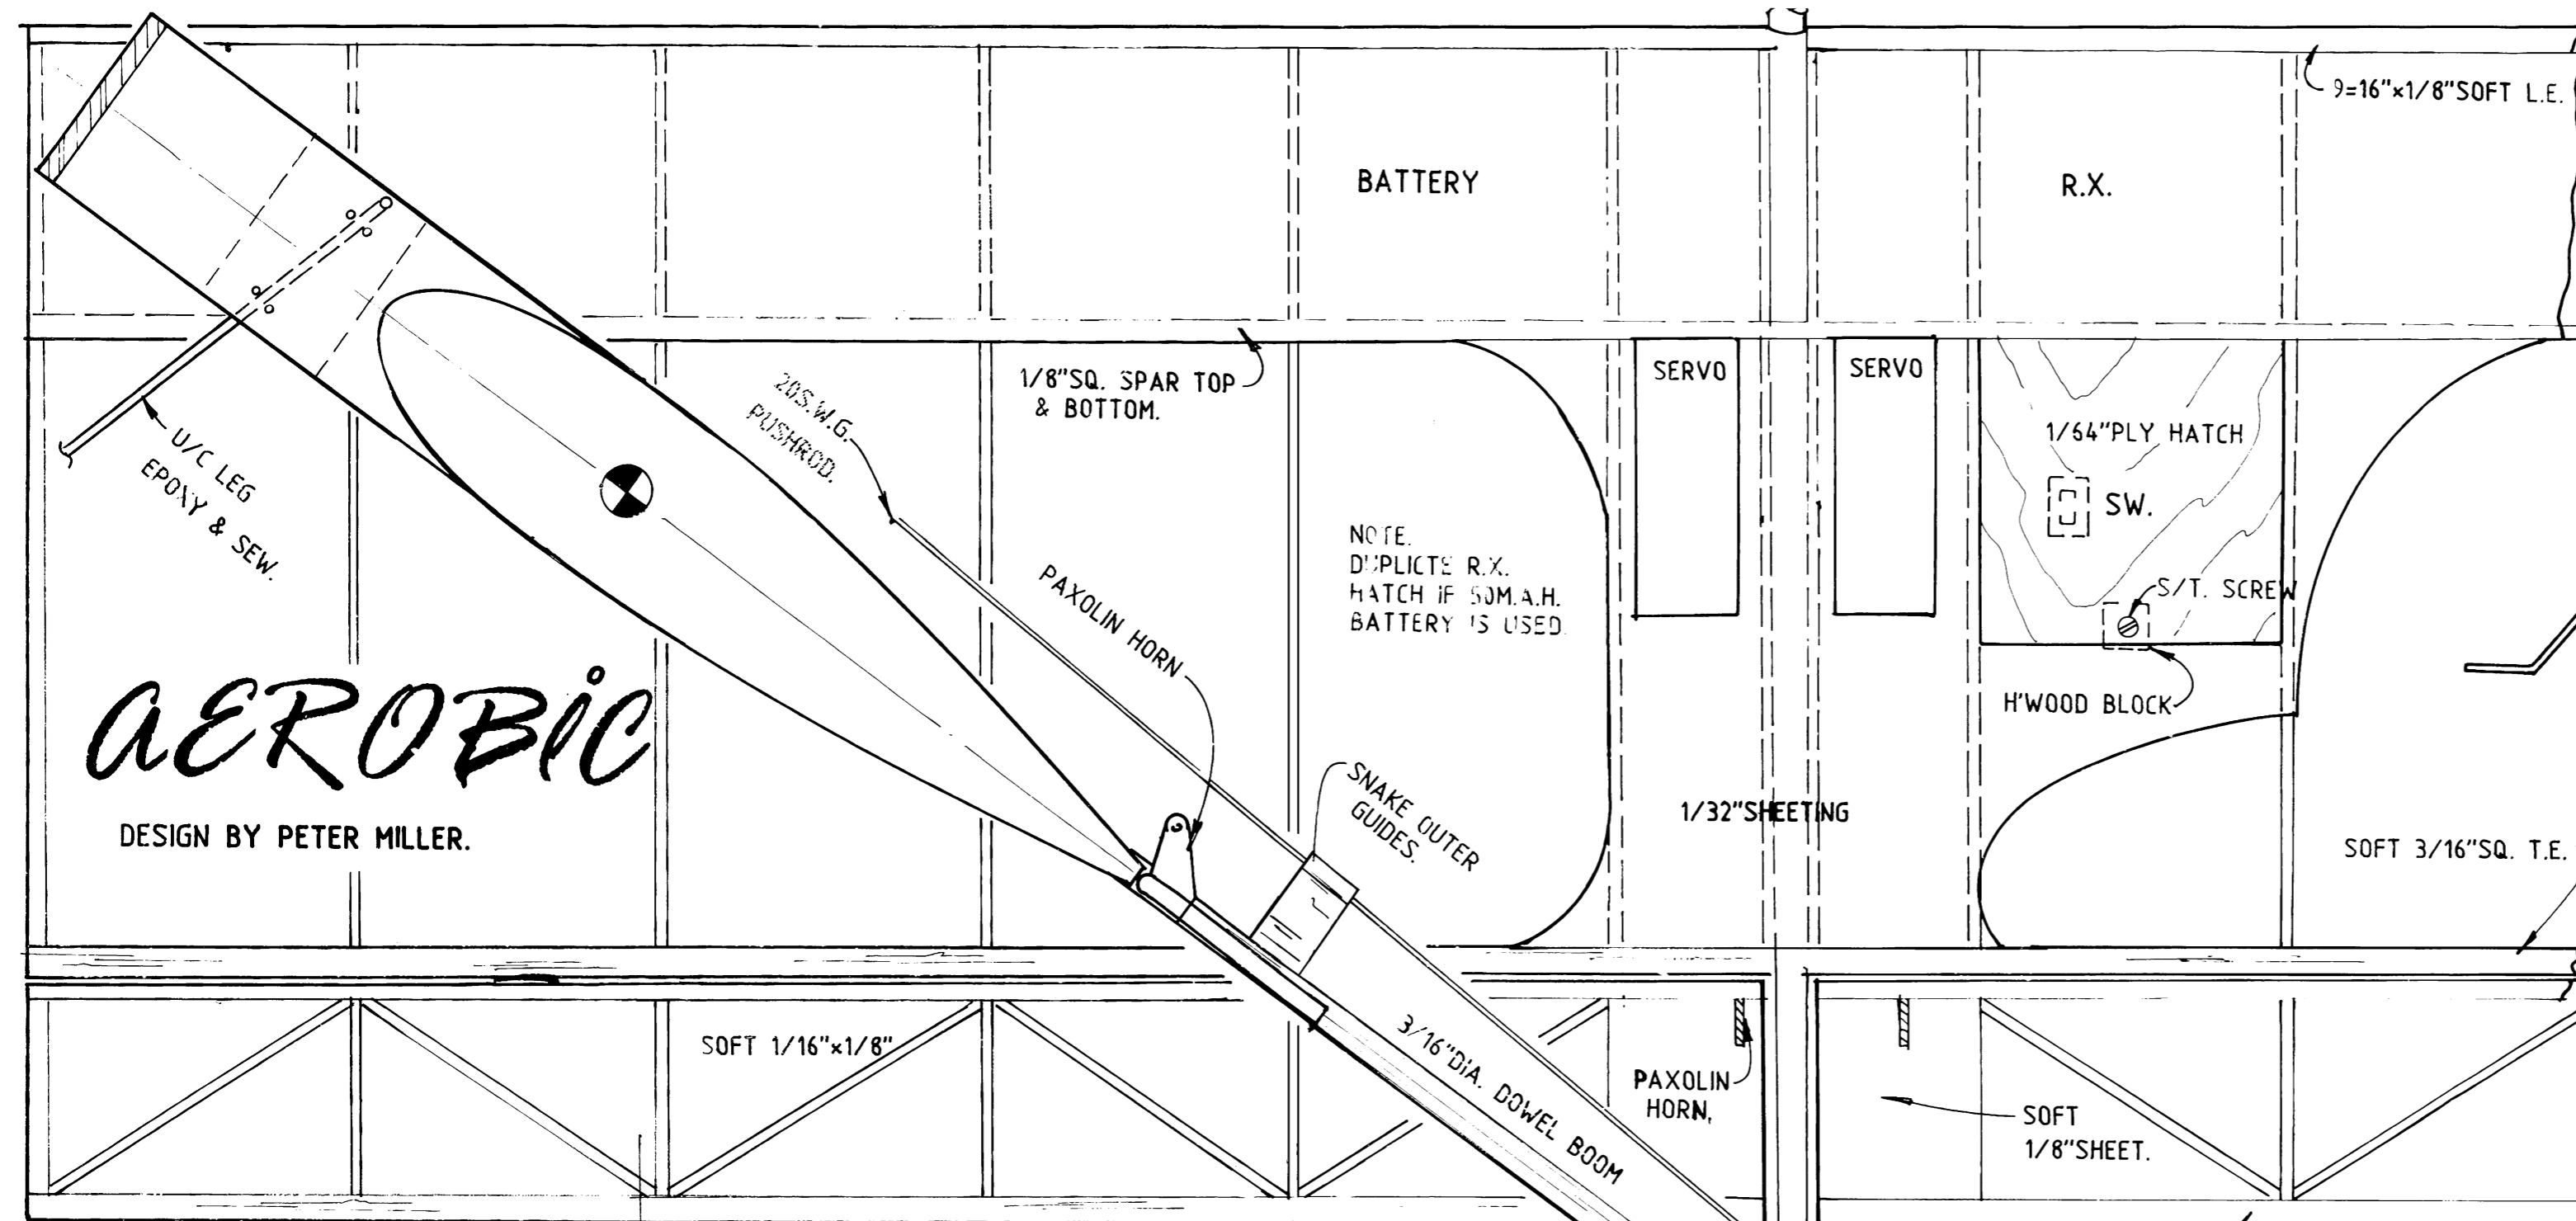 9=16"×1/8"SOFT L.E.
BATTERY
R.X.
1/8"SQ. SPAR TOP
& BOTTOM.
SERVO
SERVO
20S.W.G.
PUSHROD.
1/64"PLY HATCH
SW.
U/C LEG
EPOXY & SEW.
NOTE.
DUPLICTE R.X.
HATCH IF 50M.A.H.
BATTERY IS USED
PAXOLIN HORN
S/T. SCREW
H'WOOD BLOCK
AEROBIC
DESIGN BY PETER MILLER.
SNAKE OUTER
GUIDES.
1/32"SHEETING
SOFT 3/16"SQ. T.E.
SOFT 1/16"×1/8"
3/16"DIA. DOWEL BOOM
PAXOLIN
HORN.
SOFT
1/8"SHEET.